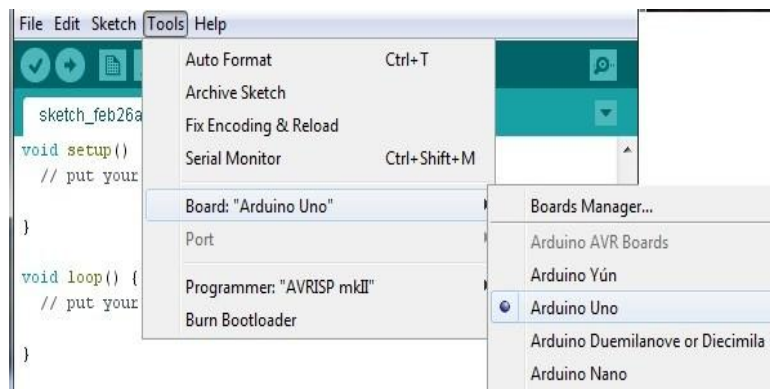 File Edit Sketch Tools Help
Auto Format Ctrl+T
Archive Sketch
Fix Encoding & Reload
Serial Monitor Ctrl+Shift+M
Board: "Arduino Uno"
Port
Programmer: "AVRISP mkII"
Burn Bootloader
Boards Manager...
Arduino AVR Boards
Arduino Yún
Arduino Uno
Arduino Duemilanove or Diecimila
Arduino Nano
sketch_feb26a
void setup()
// put your
}
void loop() {
// put your
}